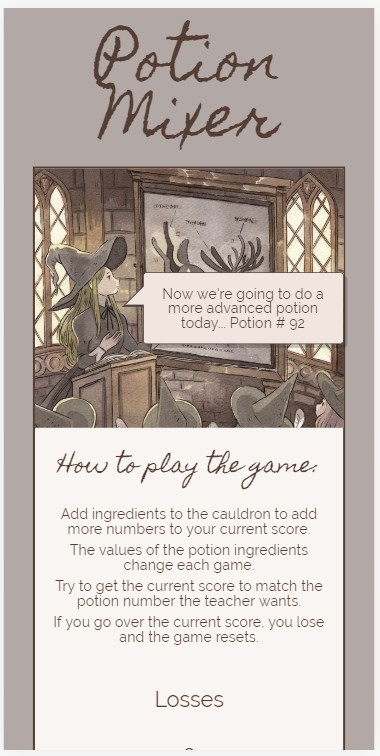 Potion
Mixer
Now we're going to do a
more advanced potion
today... Potion # 92
How to play the game:
Add ingredients to the cauldron to add
more numbers to your current score.
The values of the potion ingredients
change each game.
Try to get the current score to match the
potion number the teacher wants.
If you go over the current score, you lose
and the game resets.
Losses